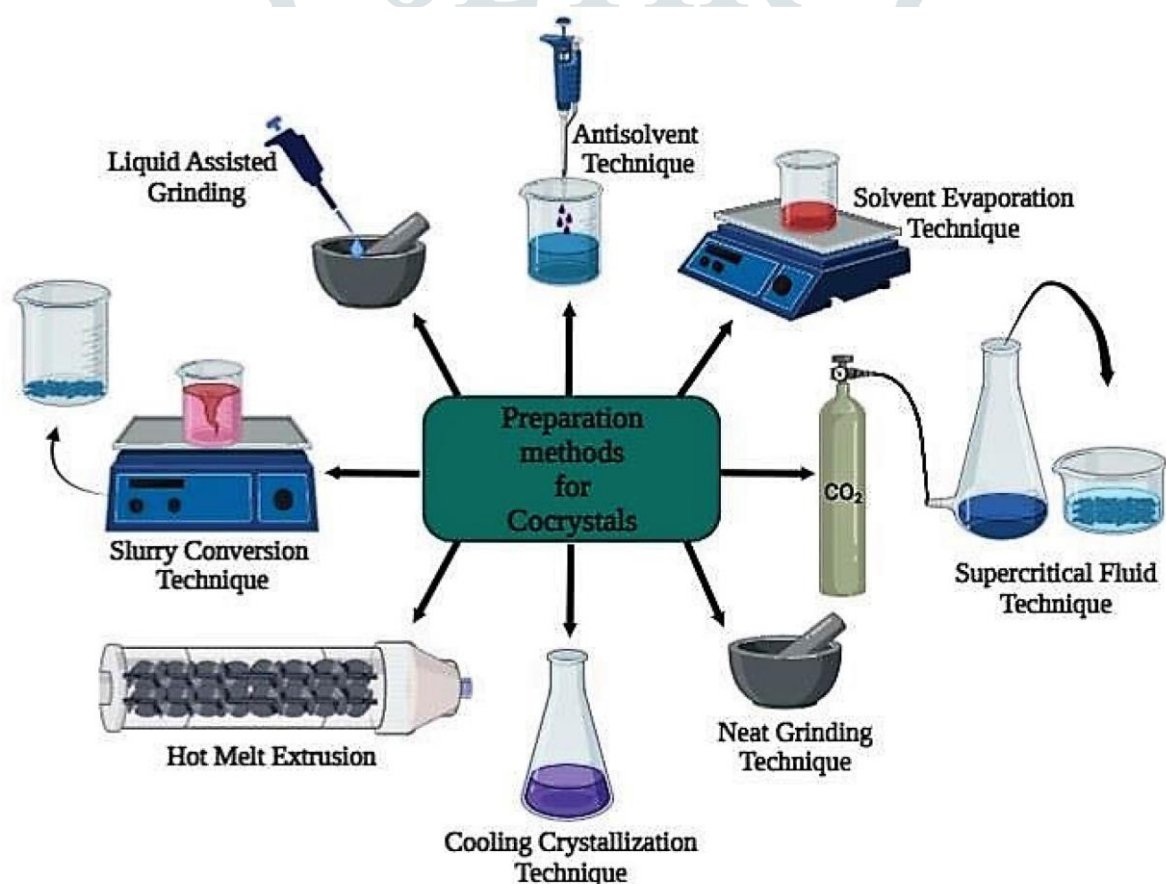 Antisolvent
Technique
Liquid Assisted
Grinding
Solvent Evaporation
Technique
Preparation
methods
for
Cocrystals
CO₂
Slurry Conversion
Technique
Supercritical Fluid
Technique
Hot Melt Extrusion
Neat Grinding
Technique
Cooling Crystallization
Technique